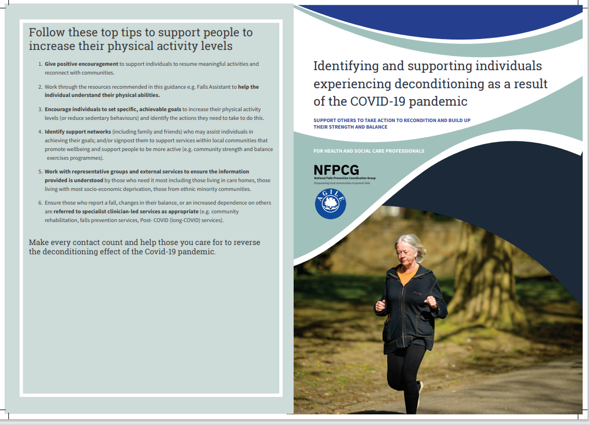 Follow these top tips to support people to
increase their physical activity levels
1. Give positive encouragement to support individuals to resume meaningful activities and
reconnect with communities.
2. Work through the resources recommended in this guidance e.g. Falls Assistant to help the
individual understand their physical abilities.
3. Encourage individuals to set specific, achievable goals to increase their physical activity
levels (or reduce sedentary behaviours) and identify the actions they need to take to do this.
4. Identify support networks (including family and friends) who may assist individuals in
achieving their goals; and/or signpost them to support services within local communities that
promote wellbeing and support people to be more active (e.g. community strength and balance
exercises programmes).
5. Work with representative groups and external services to ensure the information
provided is understood by those who need it most including those living in care homes, those
living with most socio-economic deprivation, those from ethnic minority communities.
6. Ensure those who report a fall, changes in their balance, or an increased dependence on others
are referred to specialist clinician-led services as appropriate (e.g. community
rehabilitation, falls prevention services, Post- COVID (long-COVID) services).
Make every contact count and help those you care for to reverse
the deconditioning effect of the Covid-19 pandemic.
Identifying and supporting individuals
experiencing deconditioning as a result
of the COVID-19 pandemic
SUPPORT OTHERS TO TAKE ACTION TO RECONDITION AND BUILD UP
THEIR STRENGTH AND BALANCE
FOR HEALTH AND SOCIAL CARE PROFESSIONALS
NFPCG
National Falls Prevention Coordination Group
AGILE